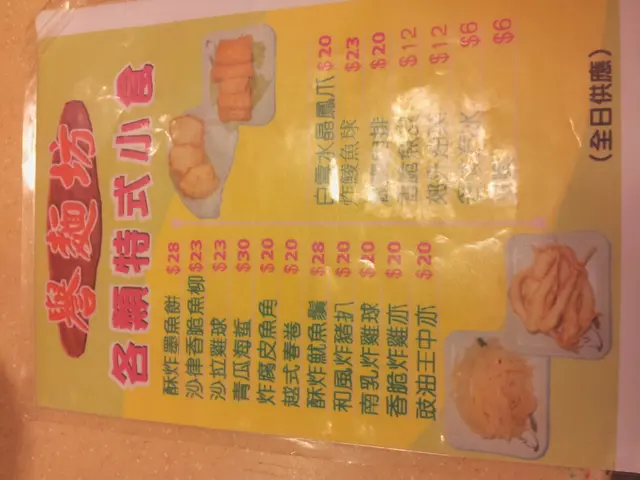 譽麵坊
各類特式小食
酥炸墨魚餅 $28
沙律香脆魚柳 $23
沙拉雞球 $23
青瓜海蜇 $30
炸腐皮魚角 $20
越式春卷 $20
酥炸魷魚鬚 $28
和風炸豬扒 $20
南乳炸雞球 $20
香脆炸雞亦 $20
豉油王中亦 $20
白雲水晶鳳爪 $20
炸鯪魚球 $23
$20
$12
$12
$6
$6
(全日供應)